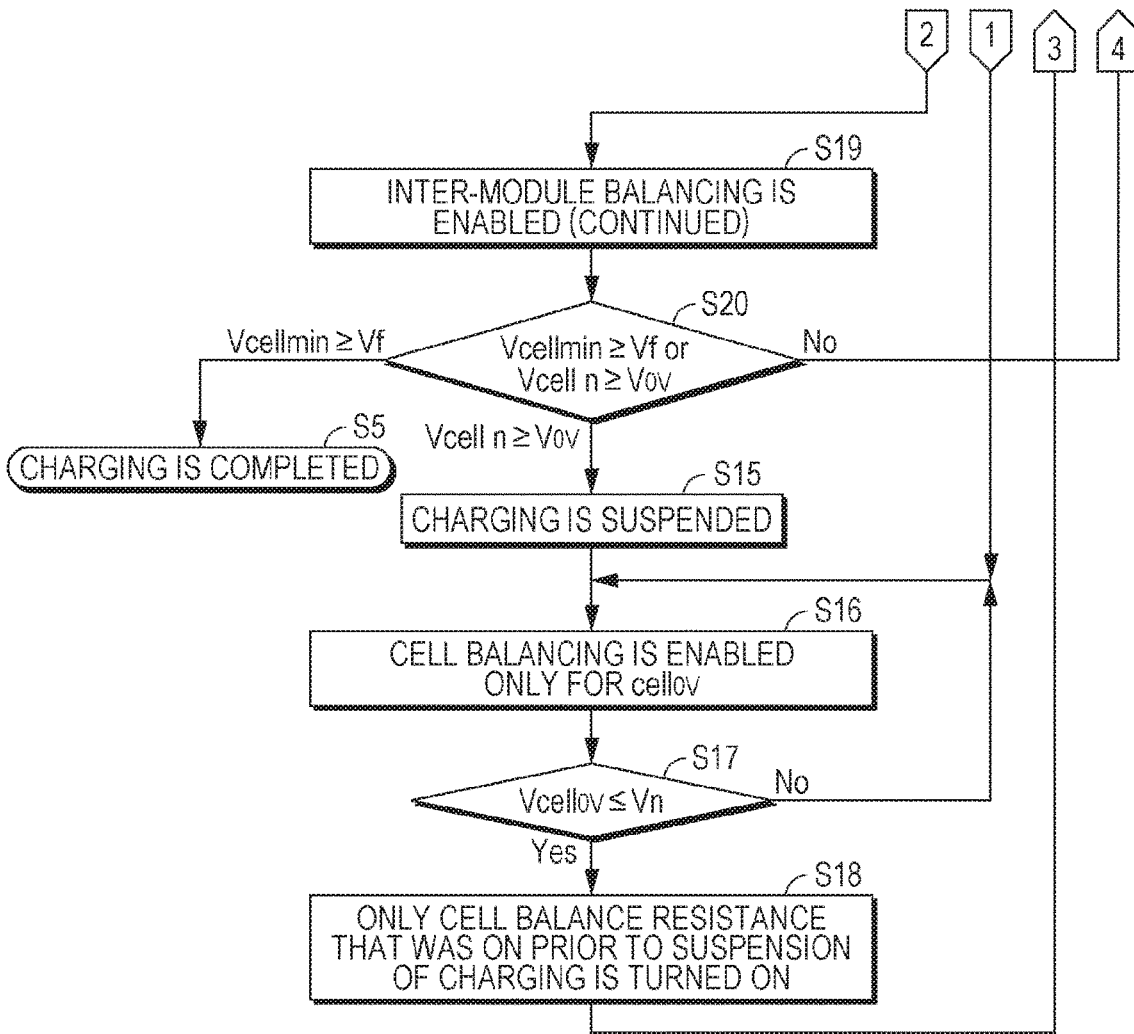 2
1
3
4
S19
INTER-MODULE BALANCING IS
ENABLED (CONTINUED)
S20
Vcellmin ≥ Vf
Vcellmin ≥ Vf or
Vcell n ≥ V0V
No
Vcell n ≥ V0V
S5
CHARGING IS COMPLETED
S15
CHARGING IS SUSPENDED
S16
CELL BALANCING IS ENABLED
ONLY FOR cell0V
S17
Vcell0V ≤ Vn
No
Yes
S18
ONLY CELL BALANCE RESISTANCE
THAT WAS ON PRIOR TO SUSPENSION
OF CHARGING IS TURNED ON